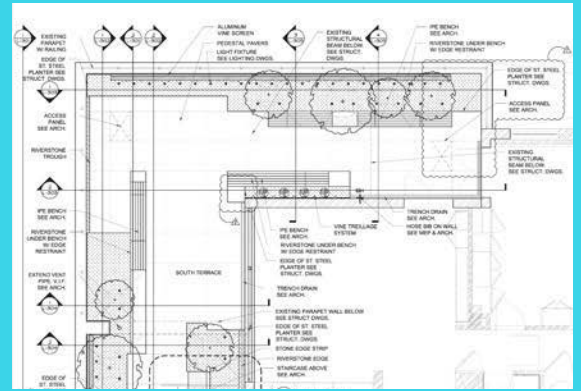 EXISTING
PARAPET
W/ RAILING
EDGE OF
ST. STEEL
PLANTER SEE
STRUCT. DWGS.
ACCESS
PANEL
SEE ARCH.
RIVERSTONE
TROUGH
IPE BENCH
SEE ARCH.
RIVERSTONE
UNDER BENCH
W/ EDGE
RESTRAINT
EXTEND VENT
PIPE, V.I.F.
SEE ARCH.
EDGE OF
ST. STEEL
ALUMINUM
VINE SCREEN
PEDESTAL PAVERS
LIGHT FIXTURE
SEE LIGHTING DWGS.
EXISTING
STRUCTURAL
BEAM BELOW
SEE STRUCT.
DWGS
IPE BENCH
SEE ARCH.
RIVERSTONE UNDER BENCH
W/ EDGE RESTRAINT
EDGE OF ST. STEEL
PLANTER SEE
STRUCT. DWGS.
ACCESS PANEL
SEE ARCH.
EXISTING
STRUCTURAL
BEAM BELOW
SEE STRUCT. DWGS.
TRENCH DRAIN
SEE ARCH.
HOSE BIB ON WALL
SEE MEP & ARCH.
VINE TREILLAGE
SYSTEM
IPE BENCH
SEE ARCH.
RIVERSTONE UNDER BENCH
W/ EDGE RESTRAINT
EDGE OF ST. STEEL
PLANTER SEE
STRUCT. DWGS.
SOUTH TERRACE
TRENCH DRAIN
SEE ARCH.
EXISTING PARAPET WALL BELOW
SEE STRUCT. DWGS.
EDGE OF ST. STEEL
PLANTER SEE
STRUCT. DWGS.
STONE EDGE STRIP
RIVERSTONE EDGE
STAIRCASE ABOVE
SEE ARCH.